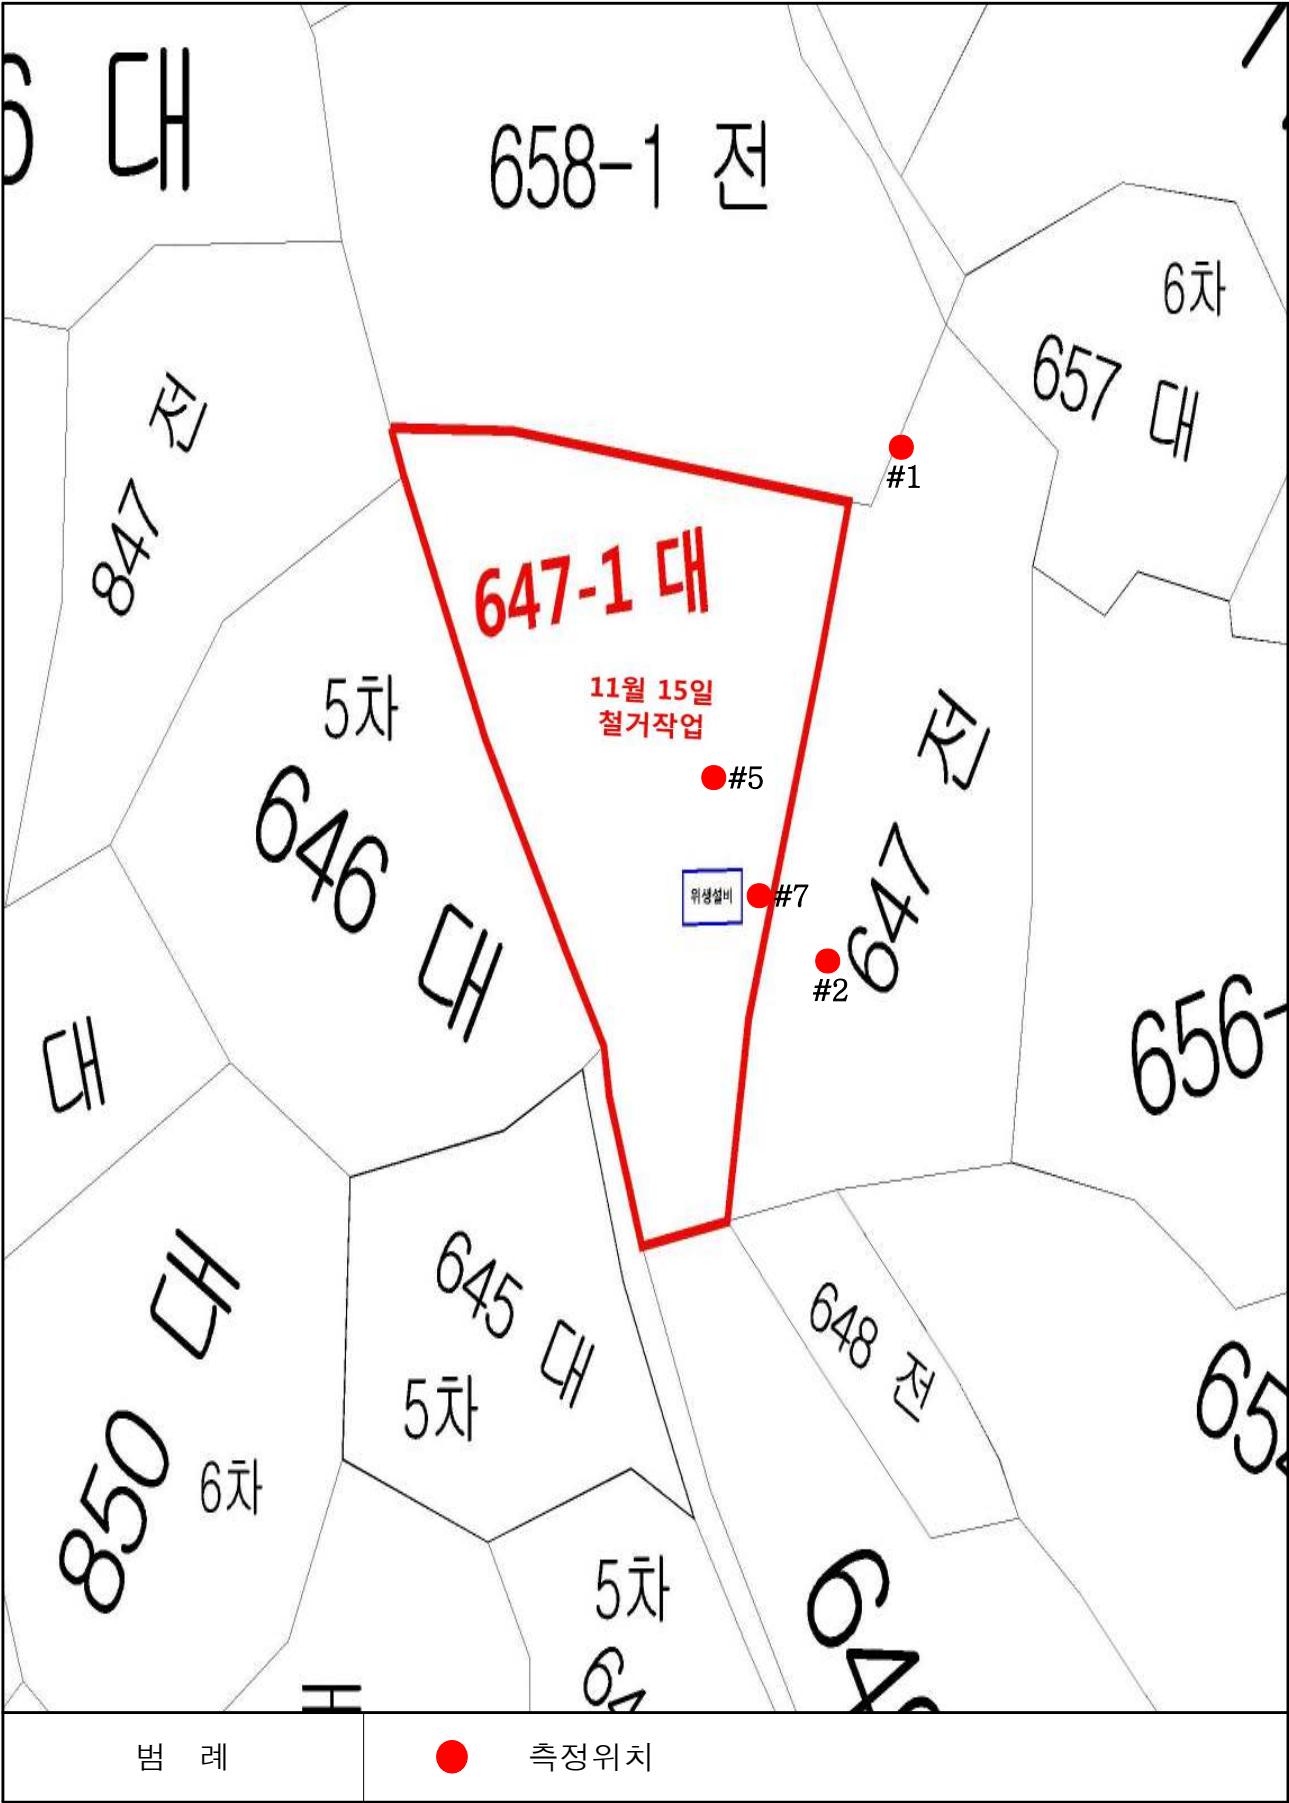 6 대
658-1 전
6차
657 대
847 전
#1
647-1 대
11월 15일
철거작업
5차
646 대
#5
위생설비
#7
647 전
#2
656-
대
645 대
5차
648 전
850 대
6차
5차
64
범 례
측정위치